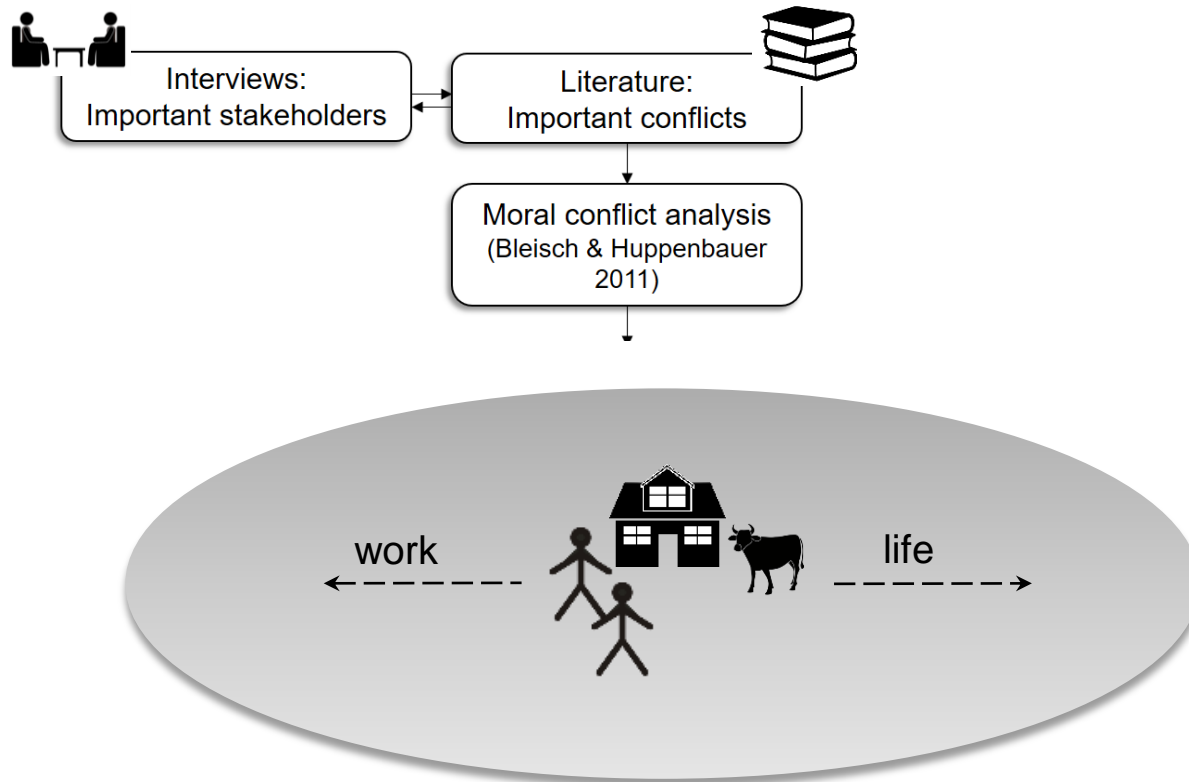 Interviews:
Important stakeholders
Literature:
Important conflicts
Moral conflict analysis
(Bleisch & Huppenbauer
2011)
work
life